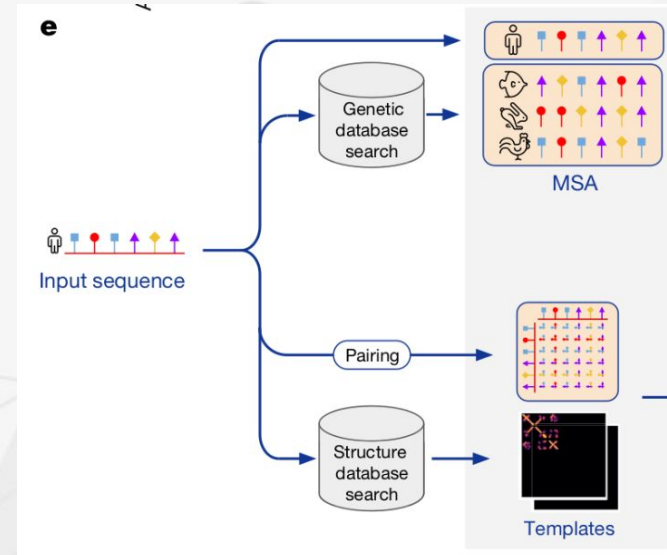 e
Genetic
database
search
MSA
Input sequence
Pairing
Structure
database
search
Templates